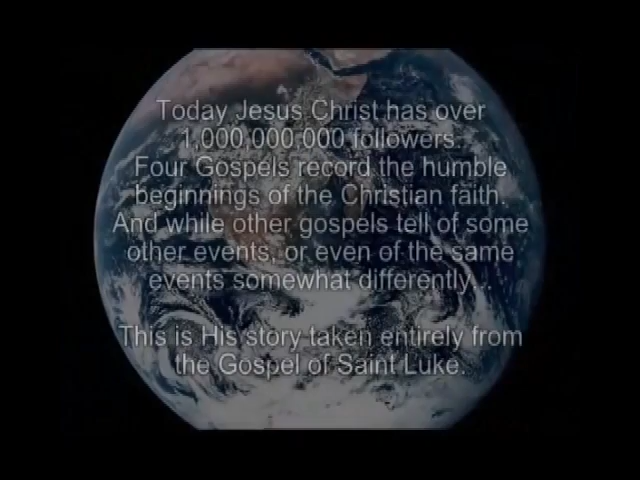 Today Jesus Christ has over
1,000,000,000 followers.
Four Gospels record the humble
beginnings of the Christian faith.
And while other gospels tell of some
other events, or even of the same
events somewhat differently...
This is His story taken entirely from
the Gospel of Saint Luke.